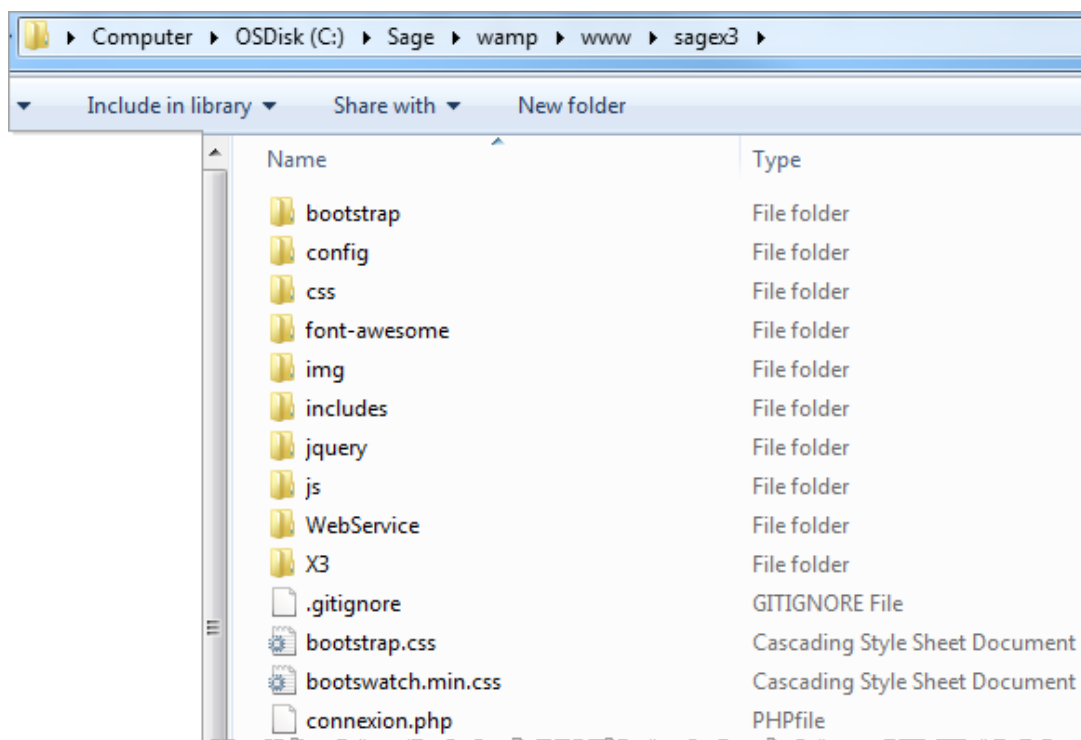 Computer OSDisk (C:) Sage wamp www sagex3
Include in library Share with New folder
Name Type
bootstrap File folder
config File folder
css File folder
font-awesome File folder
img File folder
includes File folder
jquery File folder
js File folder
WebService File folder
X3 File folder
.gitignore GITIGNORE File
bootstrap.css Cascading Style Sheet Document
bootswatch.min.css Cascading Style Sheet Document
connexion.php PHPfile